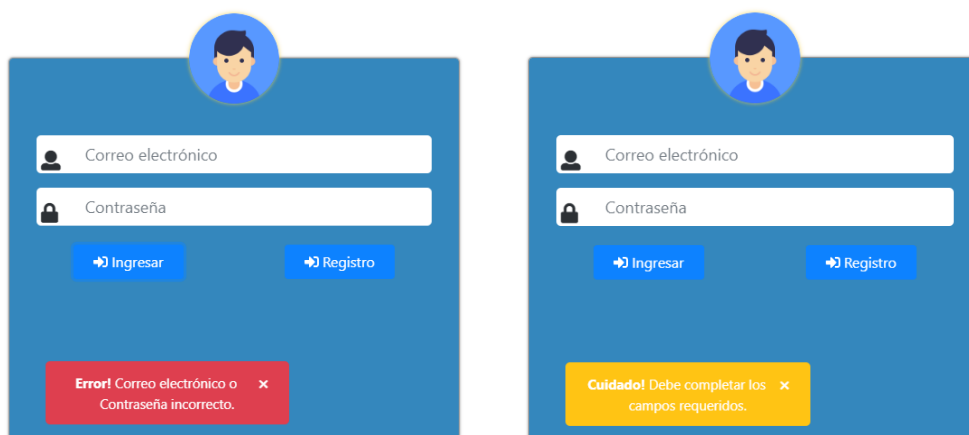 Correo electrónico
Contraseña
Ingresar
Registro
Error! Correo electrónico o
Contraseña incorrecto.
×
Correo electrónico
Contraseña
Ingresar
Registro
Cuidado! Debe completar los
campos requeridos.
×